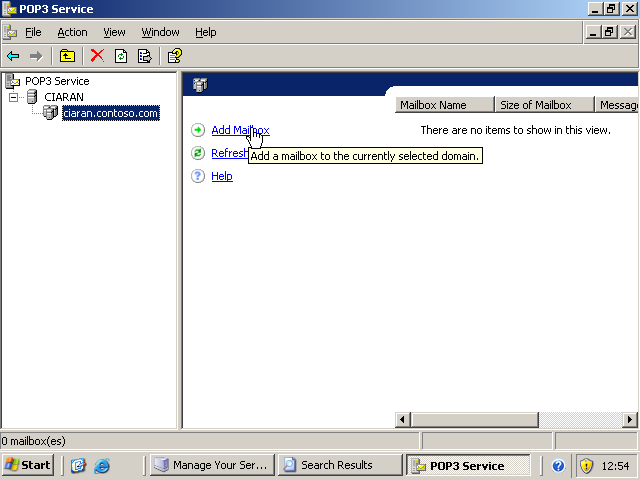 POP3 Service
File Action View Window Help
POP3 Service
CIARAN
ciaran.contoso.com
Mailbox Name Size of Mailbox Message
Add Mailbox
There are no items to show in this view.
Refresh
Add a mailbox to the currently selected domain.
Help
0 mailbox(es)
Start Manage Your Ser... Search Results POP3 Service 12:54